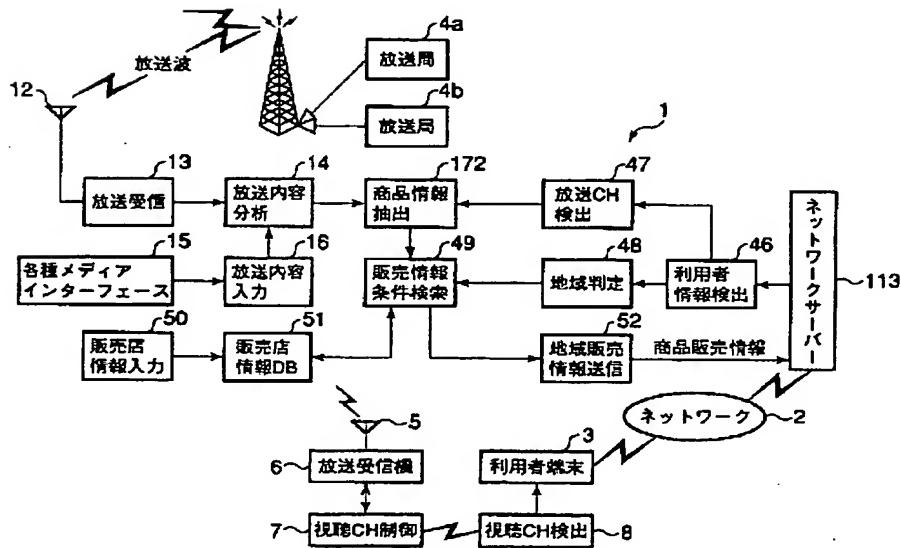 4a
放送局
放送波
12
4b
放送局
1
13
14
172
47
放送受信
放送内容
分析
商品情報
抽出
放送CH
検出
15
16
49
48
46
各種メディア
インターフェース
放送内容
入力
販売情報
条件検索
地域判定
利用者
情報検出
ネットワークサーバー
113
50
51
52
販売店
情報入力
販売店
情報DB
地域販売
情報送信
商品販売情報
5
3
ネットワーク
2
6
放送受信機
利用者端末
7
視聴CH制御
視聴CH検出
8